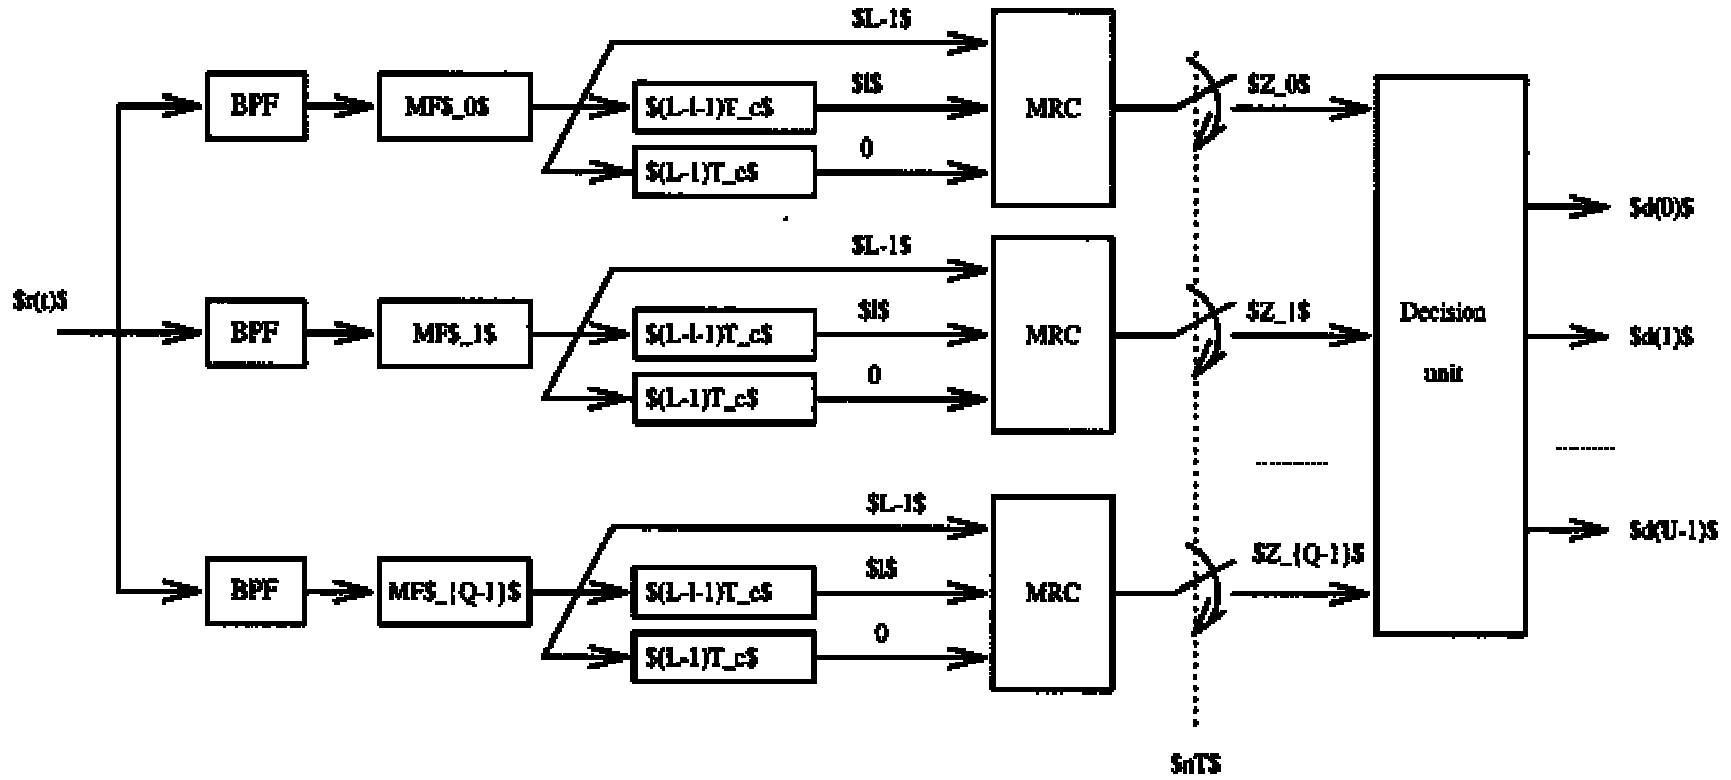 $L-1$
BPF
MF$_0$
$(L-l-1)T_c$
$l$
$(L-1)T_c$
0
MRC
$Z_0$
$d(0)$
$r(t)$
$L-1$
BPF
MF$_1$
$(L-l-1)T_c$
$l$
$(L-1)T_c$
0
MRC
$Z_1$
Decision
unit
$d(1)$
$L-1$
BPF
MF$_{Q-1}$
$(L-l-1)T_c$
$l$
$(L-1)T_c$
0
MRC
$Z_{Q-1}$
$d(U-1)$
$nT$